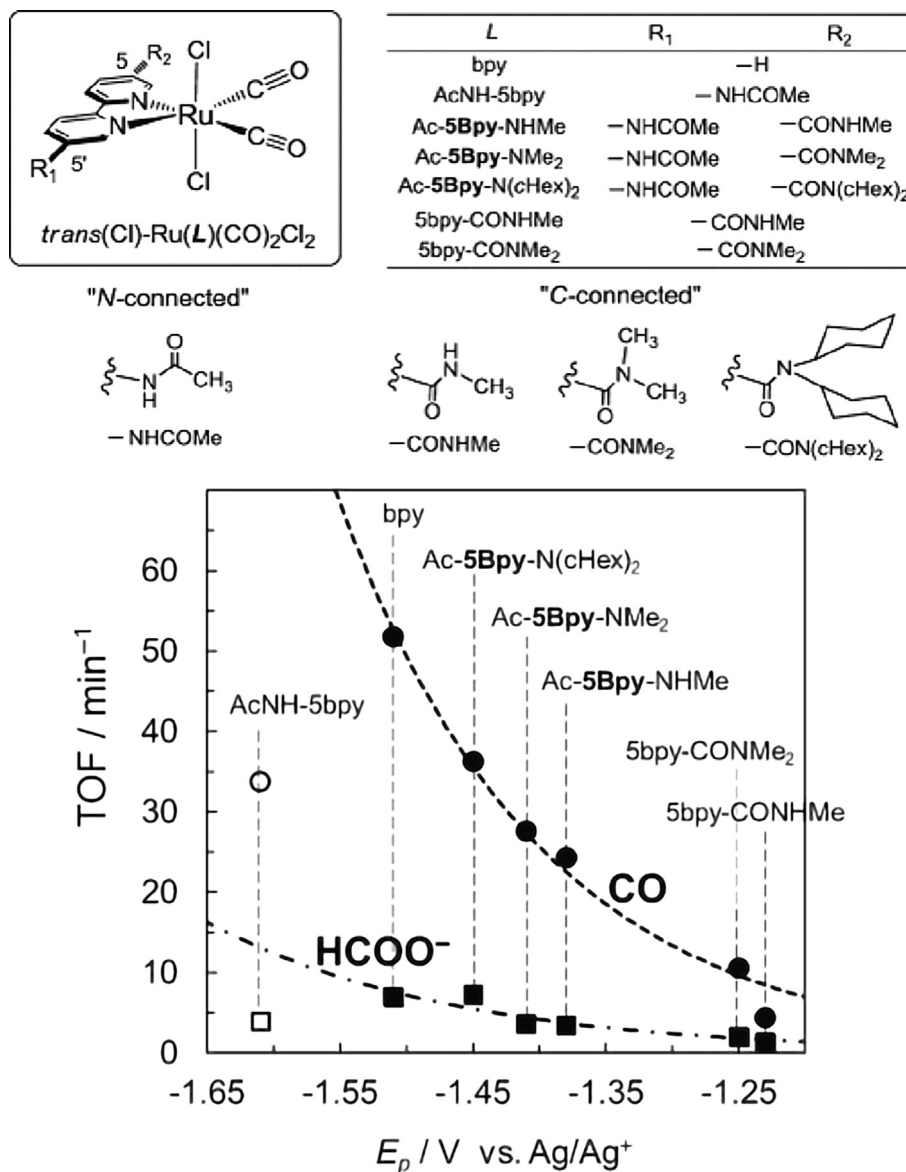 5 R2
Cl
N
N
Ru
C O
C O
R1 5'
Cl
trans(Cl)-Ru(L)(CO)2Cl2
L R1 R2
bpy –H
AcNH-5bpy –NHCOMe
Ac-5Bpy-NHMe –NHCOMe –CONHMe
Ac-5Bpy-NMe2 –NHCOMe –CONMe2
Ac-5Bpy-N(cHex)2 –NHCOMe –CON(cHex)2
5bpy-CONHMe –CONHMe
5bpy-CONMe2 –CONMe2
"N-connected"
O
N
H
CH3
– NHCOMe
"C-connected"
H
N
CH3
O
–CONHMe
CH3
N
CH3
O
–CONMe2
N
O
–CON(cHex)2
TOF / min−1
60
50
40
30
20
10
0
bpy
Ac-5Bpy-N(cHex)2
Ac-5Bpy-NMe2
Ac-5Bpy-NHMe
AcNH-5bpy
5bpy-CONMe2
5bpy-CONHMe
CO
HCOO−
-1.65 -1.55 -1.45 -1.35 -1.25
Ep / V vs. Ag/Ag+